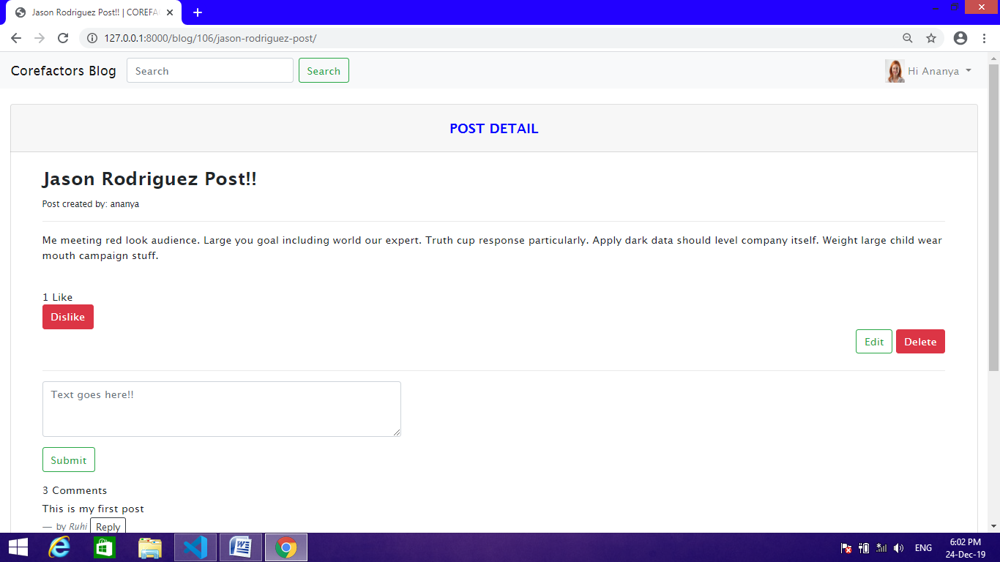 Jason Rodriguez Post!! | COREFA
127.0.0.1:8000/blog/106/jason-rodriguez-post/
Corefactors Blog Search Search Hi Ananya
POST DETAIL
Jason Rodriguez Post!!
Post created by: ananya
Me meeting red look audience. Large you goal including world our expert. Truth cup response particularly. Apply dark data should level company itself. Weight large child wear
mouth campaign stuff.
1 Like
Dislike
Edit Delete
Text goes here!!
Submit
3 Comments
This is my first post
— by Ruhi Reply
ENG 6:02 PM
24-Dec-19